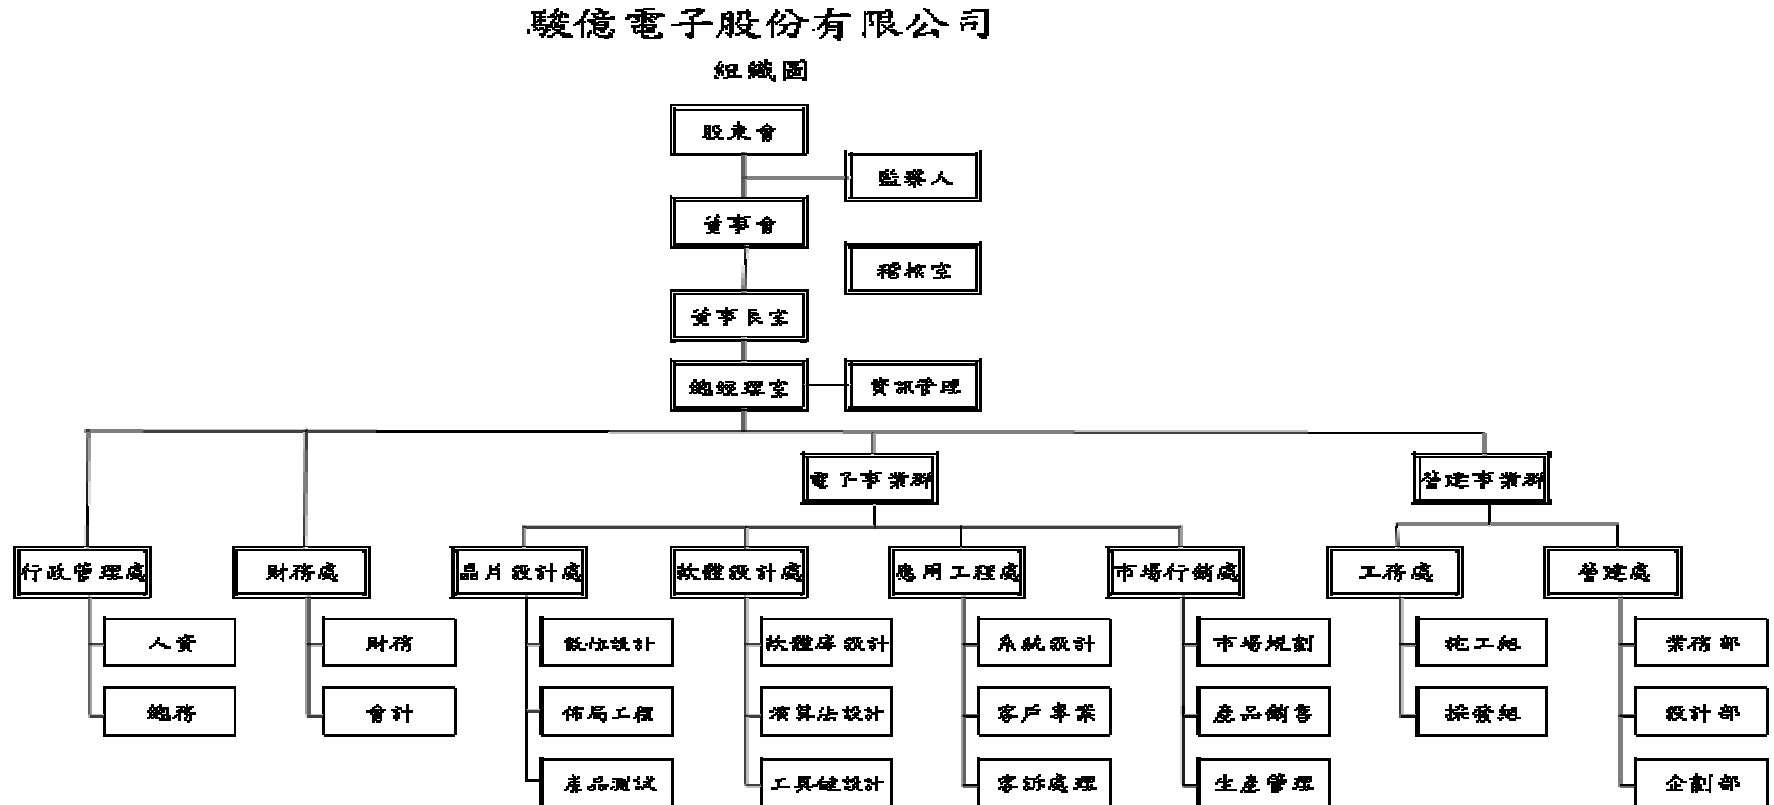 駿億電子股份有限公司
組織圖
股東會
監察人
董事會
稽核室
董事長室
總經理室
資訊管理
電子事業群
營建事業群
行政管理處
財務處
晶片設計處
軟體設計處
應用工程處
市場行銷處
工務處
營建處
人資
財務
數位設計
軟體庫設計
系統設計
市場規劃
施工組
業務部
總務
會計
佈局工程
演算法設計
客戶專案
產品銷售
採發組
設計部
產品測試
工具鏈設計
客訴處理
生產管理
企劃部